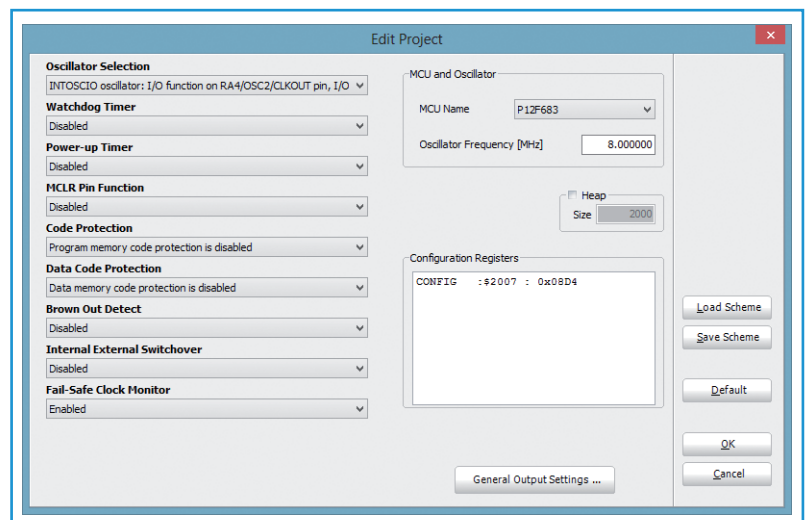 Edit Project
Oscillator Selection
INTOSCIO oscillator: I/O function on RA4/OSC2/CLKOUT pin, I/O
Watchdog Timer
Disabled
Power-up Timer
Disabled
MCLR Pin Function
Disabled
Code Protection
Program memory code protection is disabled
Data Code Protection
Data memory code protection is disabled
Brown Out Detect
Disabled
Internal External Switchover
Disabled
Fail-Safe Clock Monitor
Enabled
MCU and Oscillator
MCU Name P12F683
Oscillator Frequency [MHz] 8.000000
Heap
Size 2000
Configuration Registers
CONFIG :$2007 : 0x08D4
General Output Settings ...
Load Scheme
Save Scheme
Default
OK
Cancel